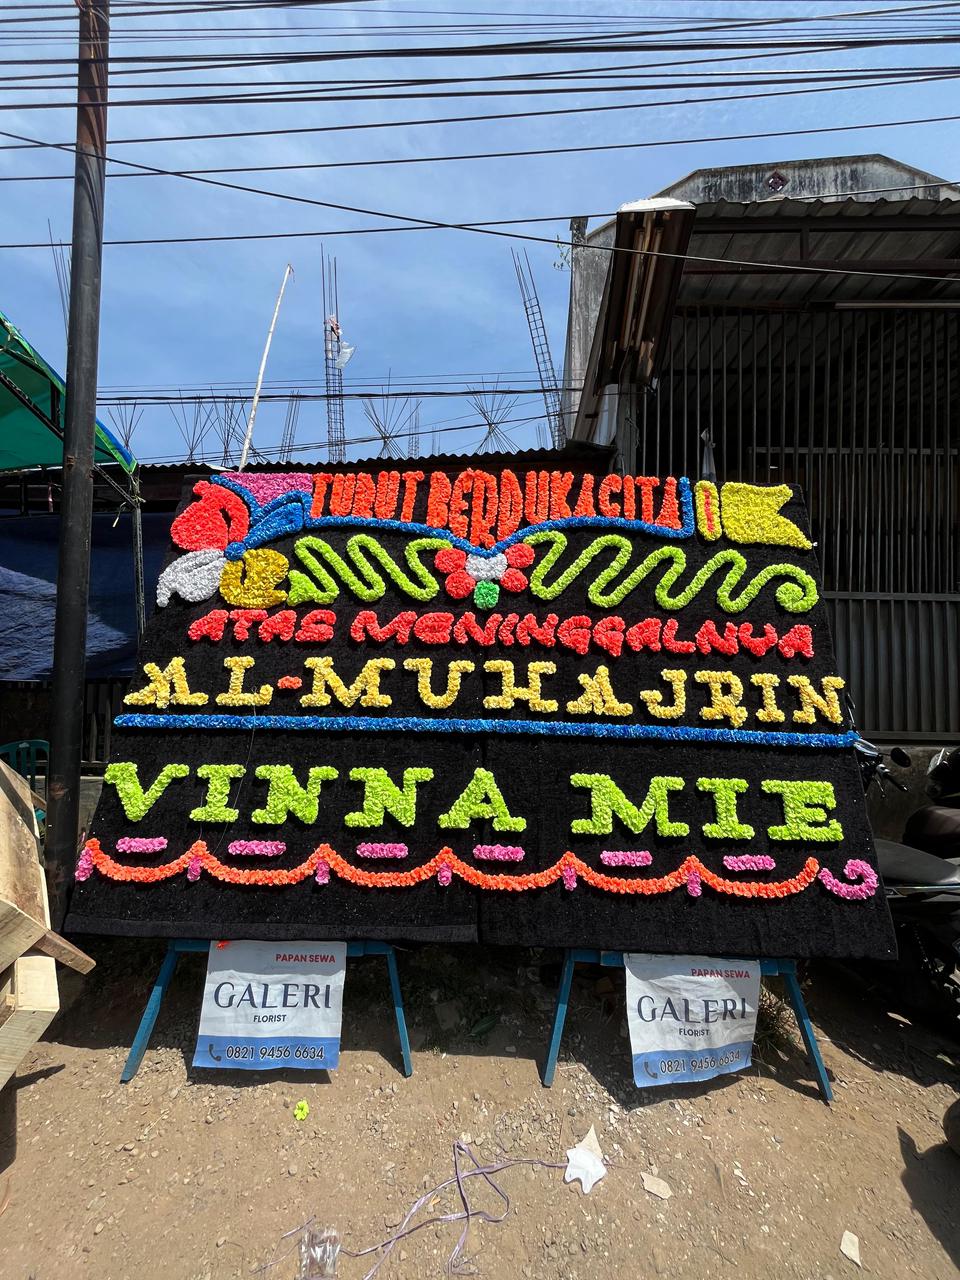 TURUT BERDUKACITA
ATAS MENINGGALNYA
AL-MUHAJRIN
VINNA MIE
PAPAN SEWA
GALERI
FLORIST
0821 9456 6634
PAPAN SEWA
GALERI
FLORIST
0821 9456 6634